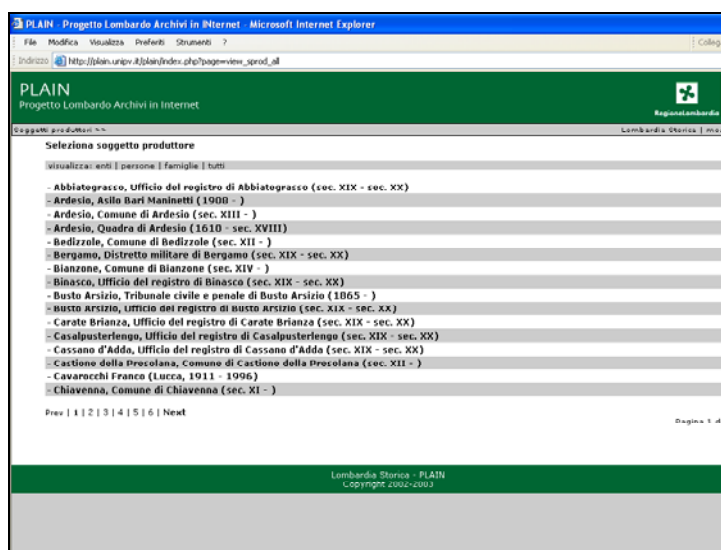 PLAIN - Progetto Lombardo Archivi in INternet - Microsoft Internet Explorer
File Modifica Visualizza Preferiti Strumenti ?
Colleg
Indirizzo http://plain.unipv.it/plain/index.php?page=view_sprod_all
PLAIN
Progetto Lombardo Archivi in Internet
RegioneLombardia
Soggetti produttori >>
Lombardia Storica |
Seleziona soggetto produttore
visualizza: enti | persone | famiglie | tutti
- Abbiategrasso, Ufficio del registro di Abbiategrasso (sec. XIX - sec. XX)
- Ardesio, Asilo Bari Maninetti (1908 - )
- Ardesio, Comune di Ardesio (sec. XIII - )
- Ardesio, Quadra di Ardesio (1610 - sec. XVIII)
- Bedizzole, Comune di Bedizzole (sec. XII - )
- Bergamo, Distretto militare di Bergamo (sec. XIX - sec. XX)
- Bianzone, Comune di Bianzone (sec. XIV - )
- Binasco, Ufficio del registro di Binasco (sec. XIX - sec. XX)
- Busto Arsizio, Tribunale civile e penale di Busto Arsizio (1865 - )
- Busto Arsizio, Ufficio del registro di Busto Arsizio (sec. XIX - sec. XX)
- Carate Brianza, Ufficio del registro di Carate Brianza (sec. XIX - sec. XX)
- Casalpusterlengo, Ufficio del registro di Casalpusterlengo (sec. XIX - sec. XX)
- Cassano d'Adda, Ufficio del registro di Cassano d'Adda (sec. XIX - sec. XX)
- Castione della Presolana, Comune di Castione della Presolana (sec. XII - )
- Cavarocchi Franco (Lucca, 1911 - 1996)
- Chiavenna, Comune di Chiavenna (sec. XI - )
Prev | 1 | 2 | 3 | 4 | 5 | 6 | Next
Pagina 1 d
Lombardia Storica - PLAIN
Copyright 2002-2003